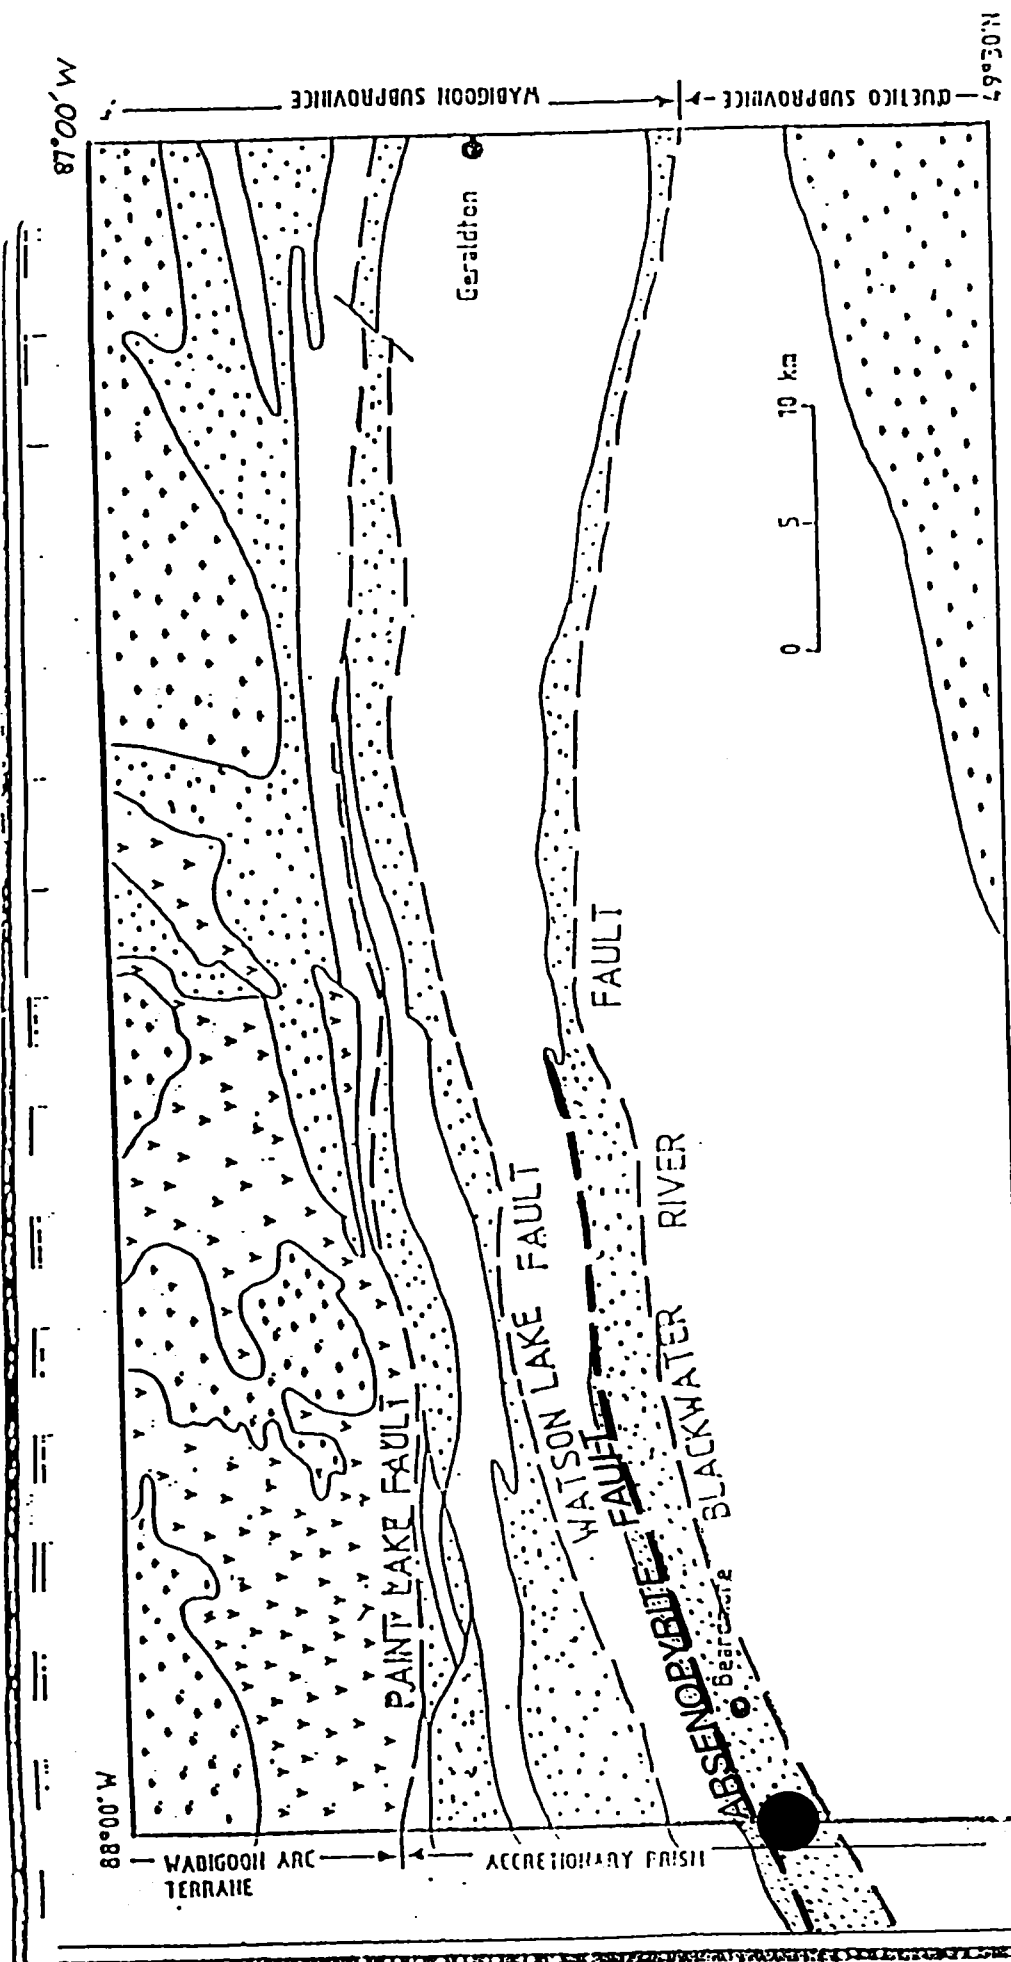 88°00' W
87°00' W
49°30'N
WABIGOON ARC
TERRANE
ACCRETIONARY PRISM
WABIGOON SUBPROVINCE
QUETICO SUBPROVINCE
Geraldton
PAINT LAKE FAULT
WATSON LAKE FAULT
ARSENOPYRITE FAULT
BLACKWATER RIVER FAULT
Beardmore
0 5 10 km